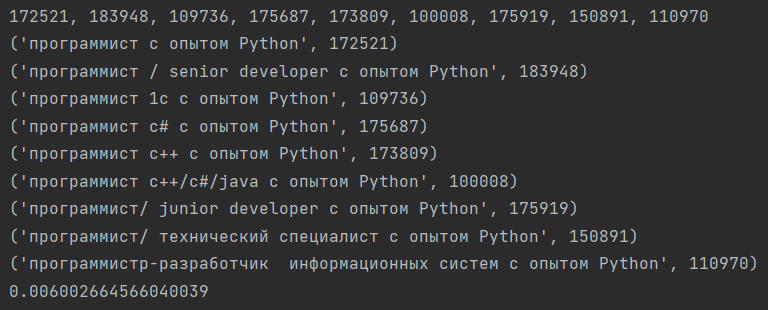 172521, 183948, 109736, 175687, 173809, 100008, 175919, 150891, 110970
('программист с опытом Python', 172521)
('программист / senior developer с опытом Python', 183948)
('программист 1с с опытом Python', 109736)
('программист c# с опытом Python', 175687)
('программист c++ с опытом Python', 173809)
('программист c++/c#/java с опытом Python', 100008)
('программист/ junior developer с опытом Python', 175919)
('программист/ технический специалист с опытом Python', 150891)
('программистр-разработчик  информационных систем с опытом Python', 110970)
0.006002664566040039